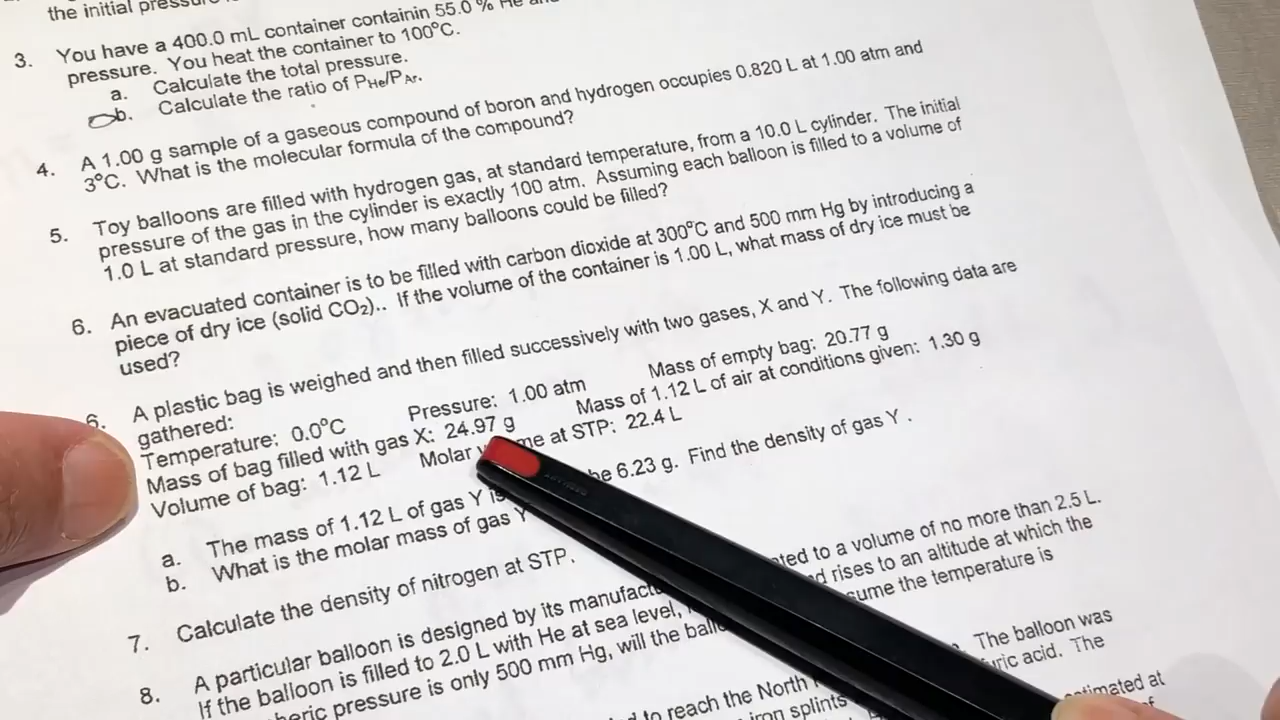 the initial pressure
3. You have a 400.0 mL container containin 55.0 % He and
pressure. You heat the container to 100°C.
a. Calculate the total pressure.
b. Calculate the ratio of PHe/PAr.
4. A 1.00 g sample of a gaseous compound of boron and hydrogen occupies 0.820 L at 1.00 atm and
3°C. What is the molecular formula of the compound?
5. Toy balloons are filled with hydrogen gas, at standard temperature, from a 10.0 L cylinder. The initial
pressure of the gas in the cylinder is exactly 100 atm. Assuming each balloon is filled to a volume of
1.0 L at standard pressure, how many balloons could be filled?
6. An evacuated container is to be filled with carbon dioxide at 300°C and 500 mm Hg by introducing a
piece of dry ice (solid CO₂).. If the volume of the container is 1.00 L, what mass of dry ice must be
used?
6. A plastic bag is weighed and then filled successively with two gases, X and Y. The following data are
gathered:
Temperature: 0.0°C Pressure: 1.00 atm Mass of empty bag: 20.77 g
Mass of bag filled with gas X: 24.97 g Mass of 1.12 L of air at conditions given: 1.30 g
Volume of bag: 1.12 L Molar me at STP: 22.4 L
a. The mass of 1.12 L of gas Y is be 6.23 g. Find the density of gas Y .
b. What is the molar mass of gas Y
7. Calculate the density of nitrogen at STP.
8. A particular balloon is designed by its manufact ted to a volume of no more than 2.5 L.
If the balloon is filled to 2.0 L with He at sea level, d rises to an altitude at which the
heric pressure is only 500 mm Hg, will the ball sume the temperature is
The balloon was
d to reach the North uric acid. The
iron splints timated at